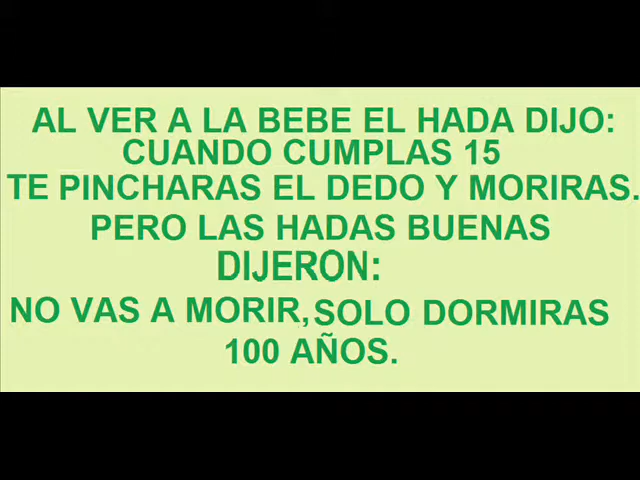 AL VER A LA BEBE EL HADA DIJO:
CUANDO CUMPLAS 15
TE PINCHARAS EL DEDO Y MORIRAS.
PERO LAS HADAS BUENAS
DIJERON:
NO VAS A MORIR, SOLO DORMIRAS
100 AÑOS.